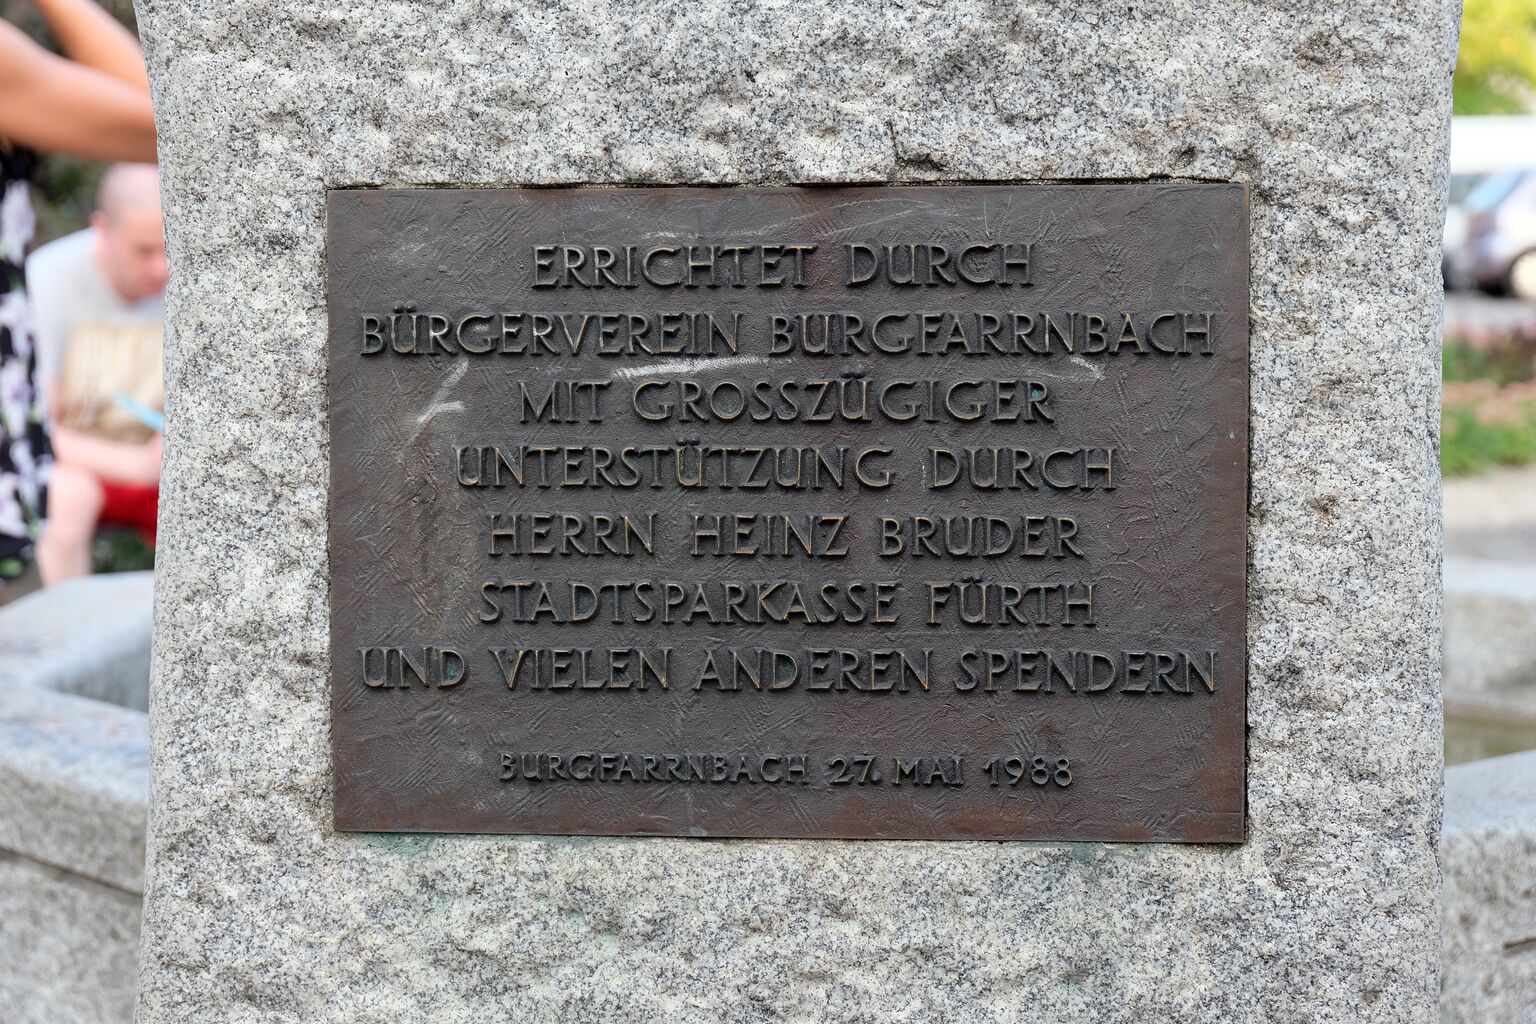 ERRICHTET DURCH
BÜRGERVEREIN BURGFARRNBACH
MIT GROSSZÜGIGER
UNTERSTÜTZUNG DURCH
HERRN HEINZ BRUDER
STADTSPARKASSE FÜRTH
UND VIELEN ANDEREN SPENDERN
BURGFARRNBACH 27. MAI 1988